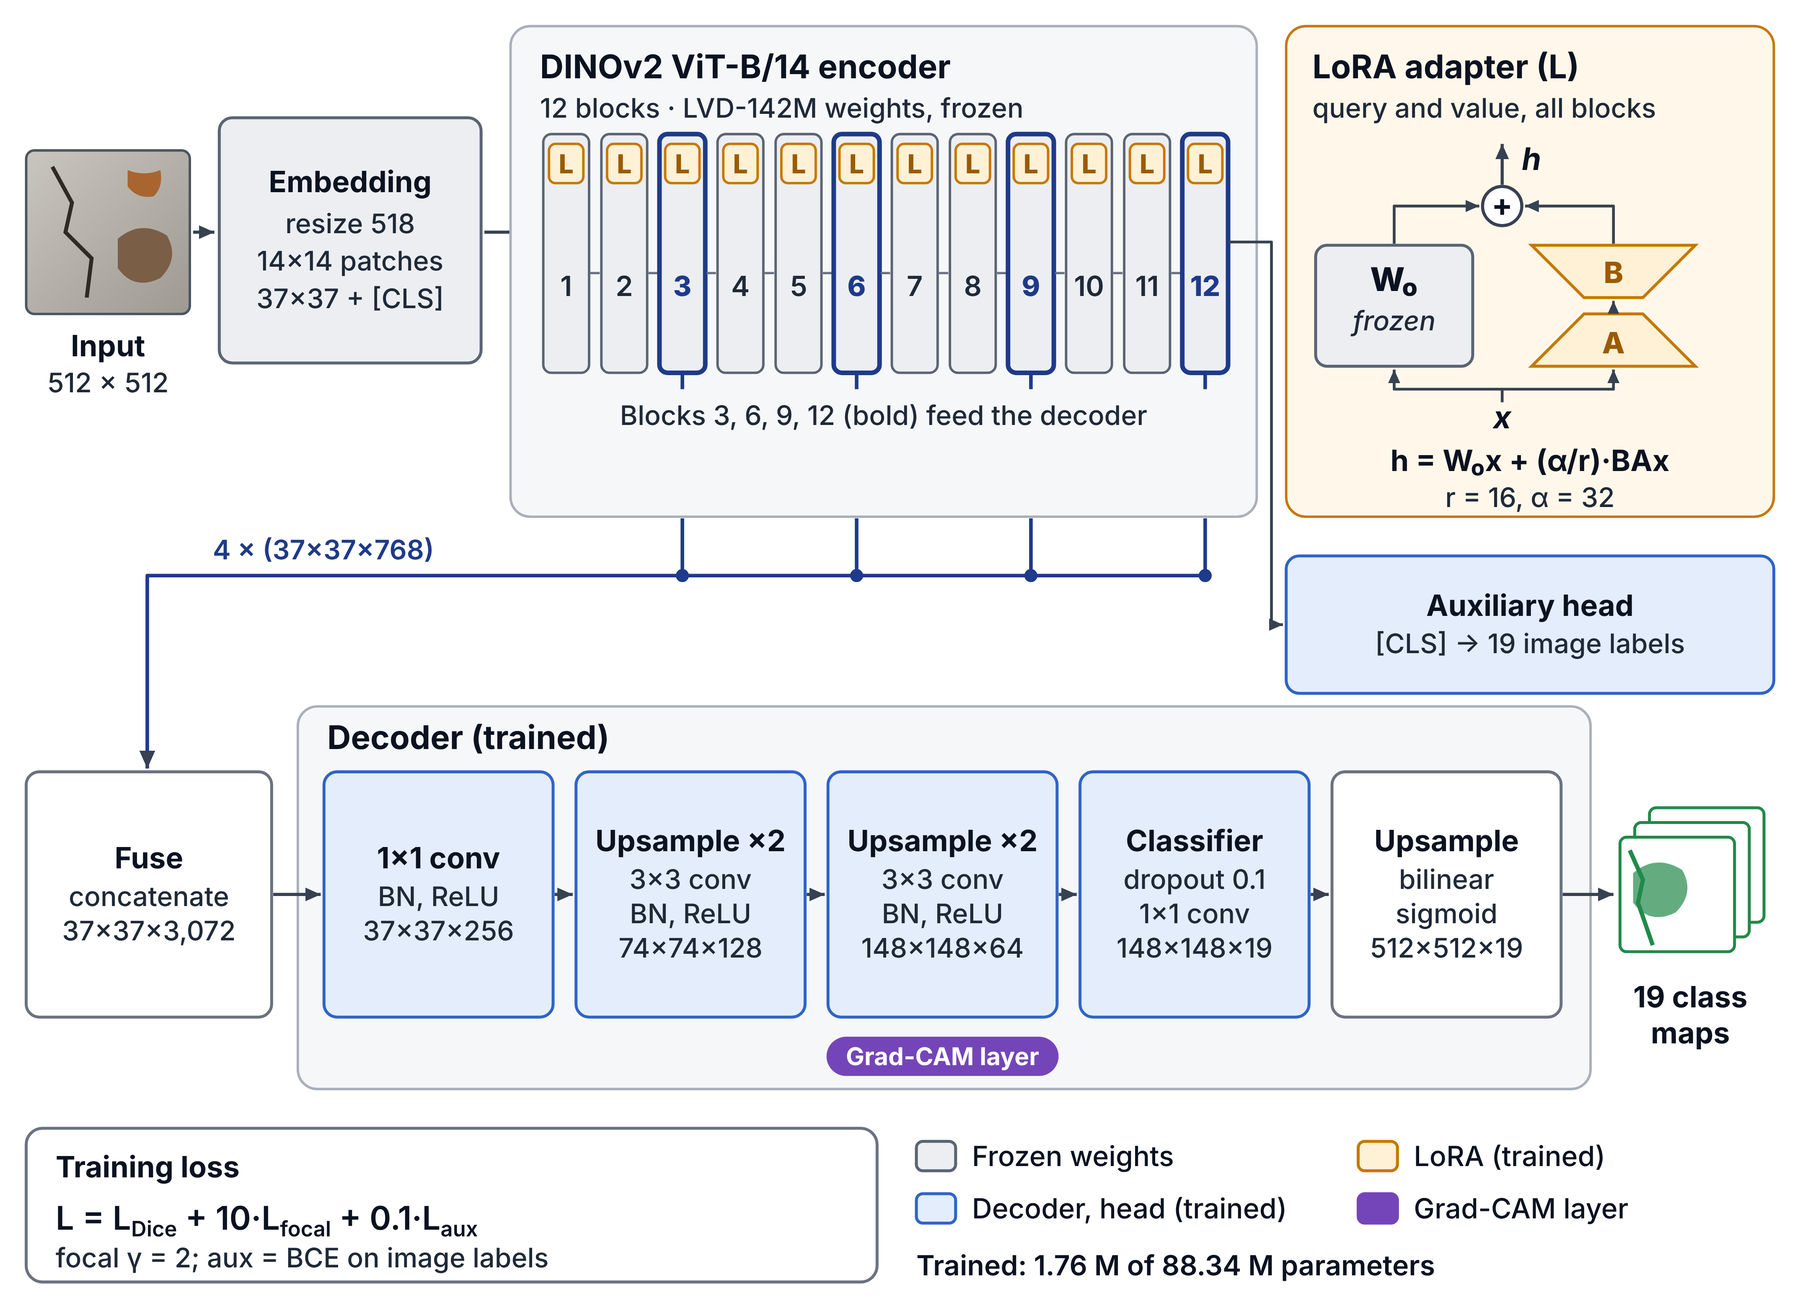 DINOv2 ViT-B/14 encoder
12 blocks · LVD-142M weights, frozen
L L L L L L L L L L L L
1 2 3 4 5 6 7 8 9 10 11 12
Blocks 3, 6, 9, 12 (bold) feed the decoder
Input
512 × 512
Embedding
resize 518
14×14 patches
37×37 + [CLS]
LoRA adapter (L)
query and value, all blocks
h
+
W₀
frozen
B
A
x
h = W₀x + (α/r)·BAx
r = 16, α = 32
4 × (37×37×768)
Auxiliary head
[CLS] → 19 image labels
Decoder (trained)
Fuse
concatenate
37×37×3,072
1×1 conv
BN, ReLU
37×37×256
Upsample ×2
3×3 conv
BN, ReLU
74×74×128
Upsample ×2
3×3 conv
BN, ReLU
148×148×64
Classifier
dropout 0.1
1×1 conv
148×148×19
Upsample
bilinear
sigmoid
512×512×19
19 class
maps
Grad-CAM layer
Training loss
L = L_Dice + 10·L_focal + 0.1·L_aux
focal γ = 2; aux = BCE on image labels
Frozen weights
LoRA (trained)
Decoder, head (trained)
Grad-CAM layer
Trained: 1.76 M of 88.34 M parameters